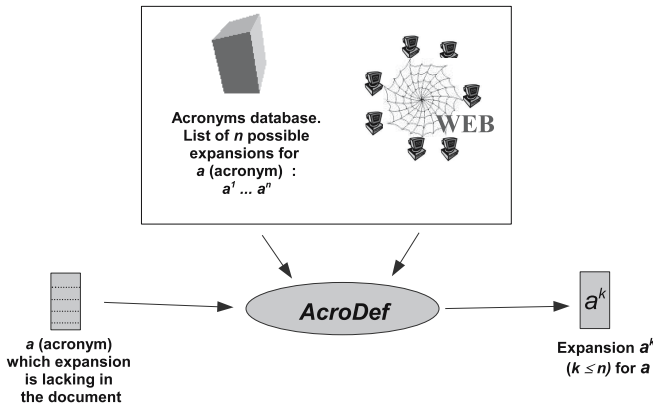 Acronyms database.
List of n possible
expansions for
a (acronym) :
a¹ ... aⁿ
WEB
AcroDef
a (acronym)
which expansion
is lacking in
the document
aᵏ
Expansion aᵏ
(k ≤ n) for a